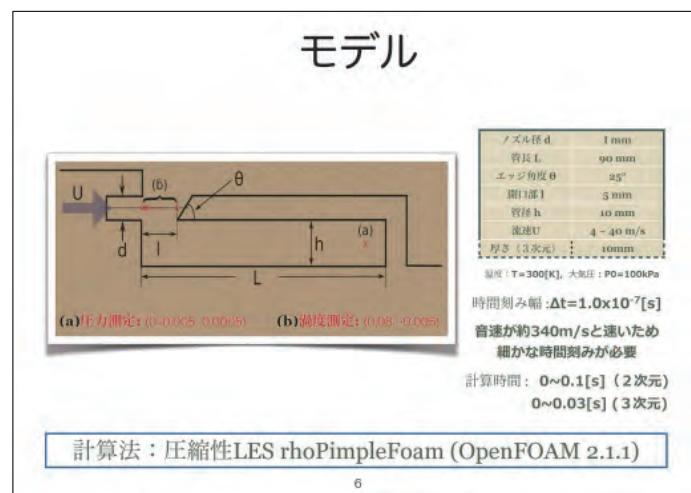 モデル
U
(b)
θ
d
l
h
(a)
L
(a)圧力測定: (0~0.005, 0.0005)
(b)渦度測定: (0.08, -0.005)
ノズル径 d 1 mm
管長 L 90 mm
エッジ角度 θ 25°
開口部 l 5 mm
管径 h 10 mm
流速U 4 ~ 40 m/s
厚さ(3次元) 10mm
温度:T=300[K], 大気圧:P0=100kPa
時間刻み幅:Δt=1.0x10⁻⁷[s]
音速が約340m/sと速いため
細かな時間刻みが必要
計算時間: 0~0.1[s] (2次元)
0~0.03[s] (3次元)
計算法:圧縮性LES rhoPimpleFoam (OpenFOAM 2.1.1)
6